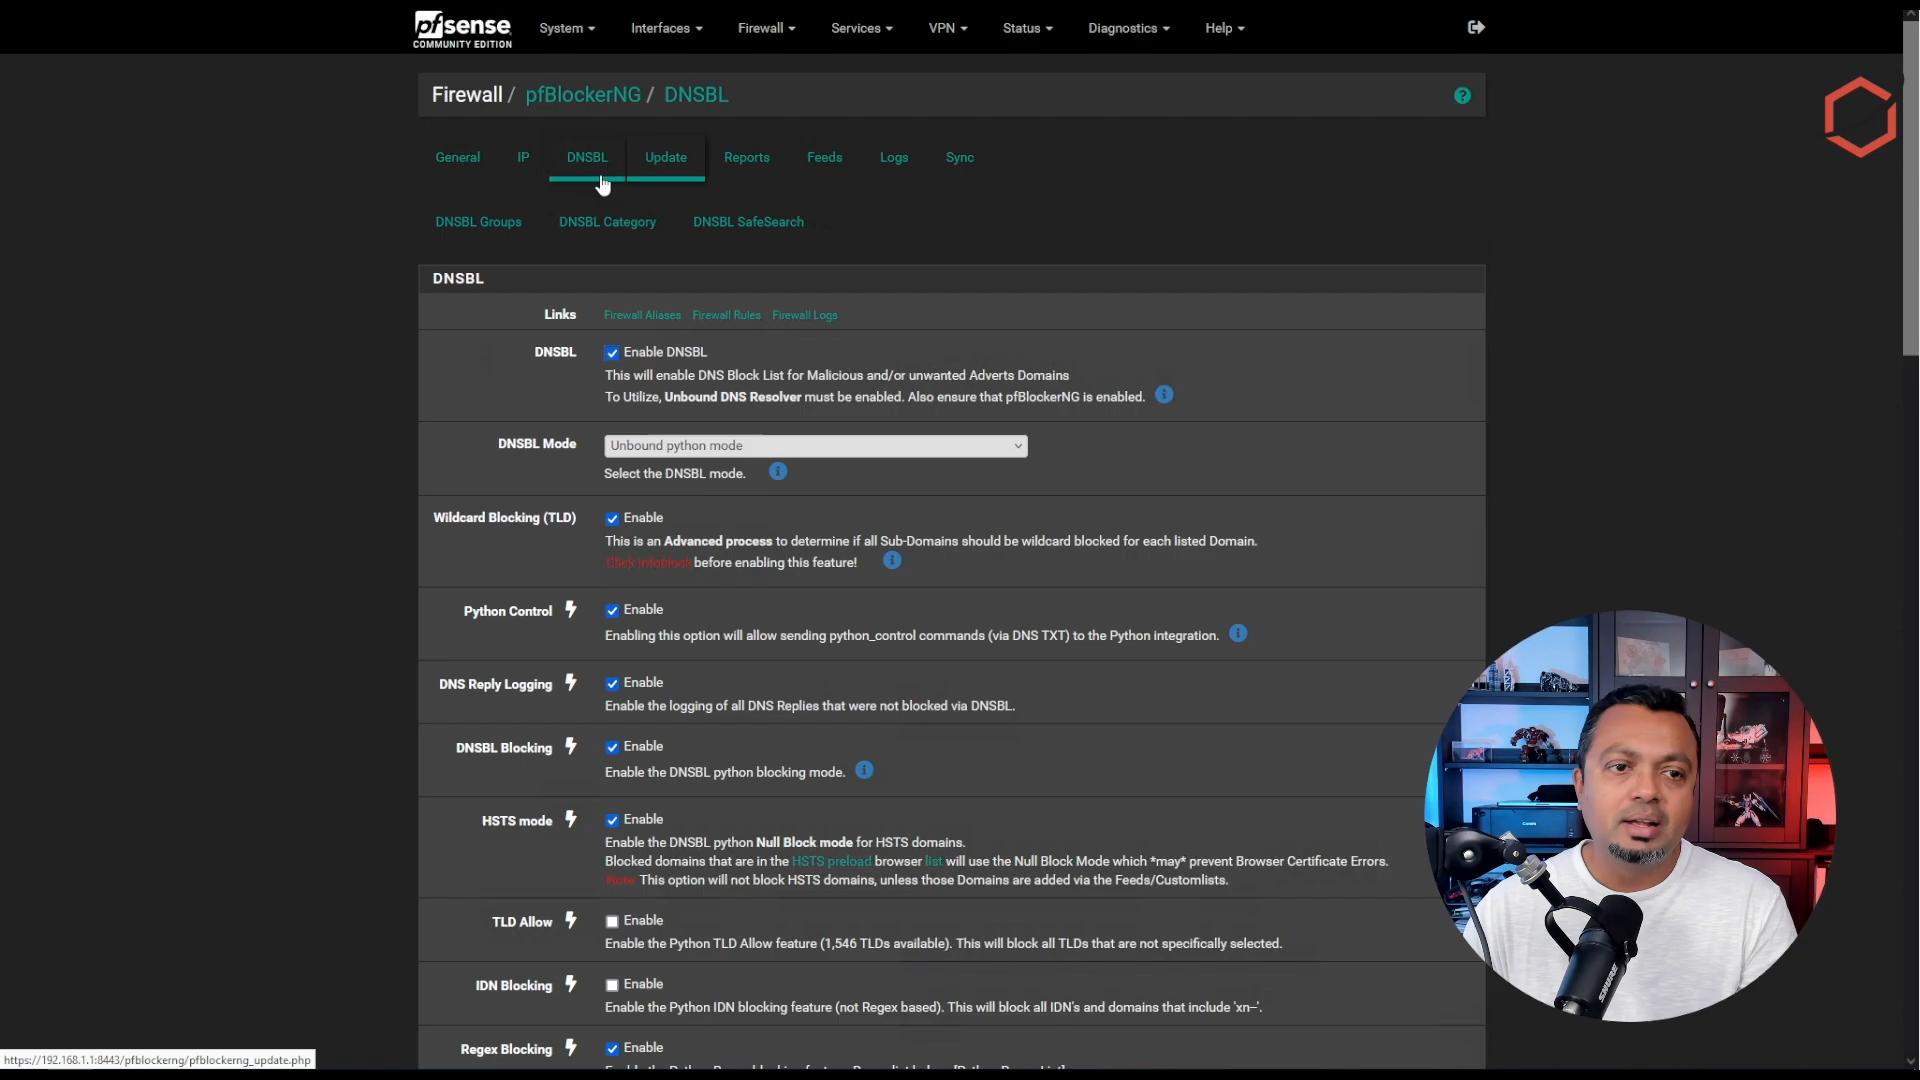 pfsense
COMMUNITY EDITION
System
Interfaces
Firewall
Services
VPN
Status
Diagnostics
Help
Firewall / pfBlockerNG / DNSBL
General
IP
DNSBL
Update
Reports
Feeds
Logs
Sync
DNSBL Groups
DNSBL Category
DNSBL SafeSearch
DNSBL
Links
Firewall Aliases Firewall Rules Firewall Logs
DNSBL
Enable DNSBL
This will enable DNS Block List for Malicious and/or unwanted Adverts Domains
To Utilize, Unbound DNS Resolver must be enabled. Also ensure that pfBlockerNG is enabled.
DNSBL Mode
Unbound python mode
Select the DNSBL mode.
Wildcard Blocking (TLD)
Enable
This is an Advanced process to determine if all Sub-Domains should be wildcard blocked for each listed Domain.
Click infoblock before enabling this feature!
Python Control
Enable
Enabling this option will allow sending python_control commands (via DNS TXT) to the Python integration.
DNS Reply Logging
Enable
Enable the logging of all DNS Replies that were not blocked via DNSBL.
DNSBL Blocking
Enable
Enable the DNSBL python blocking mode.
HSTS mode
Enable
Enable the DNSBL python Null Block mode for HSTS domains.
Blocked domains that are in the HSTS preload browser list will use the Null Block Mode which *may* prevent Browser Certificate Errors.
Note: This option will not block HSTS domains, unless those Domains are added via the Feeds/Customlists.
TLD Allow
Enable
Enable the Python TLD Allow feature (1,546 TLDs available). This will block all TLDs that are not specifically selected.
IDN Blocking
Enable
Enable the Python IDN blocking feature (not Regex based). This will block all IDN's and domains that include 'xn--'.
Regex Blocking
Enable
https://192.168.1.1:8443/pfblockerng/pfblockerng_update.php
SHURE